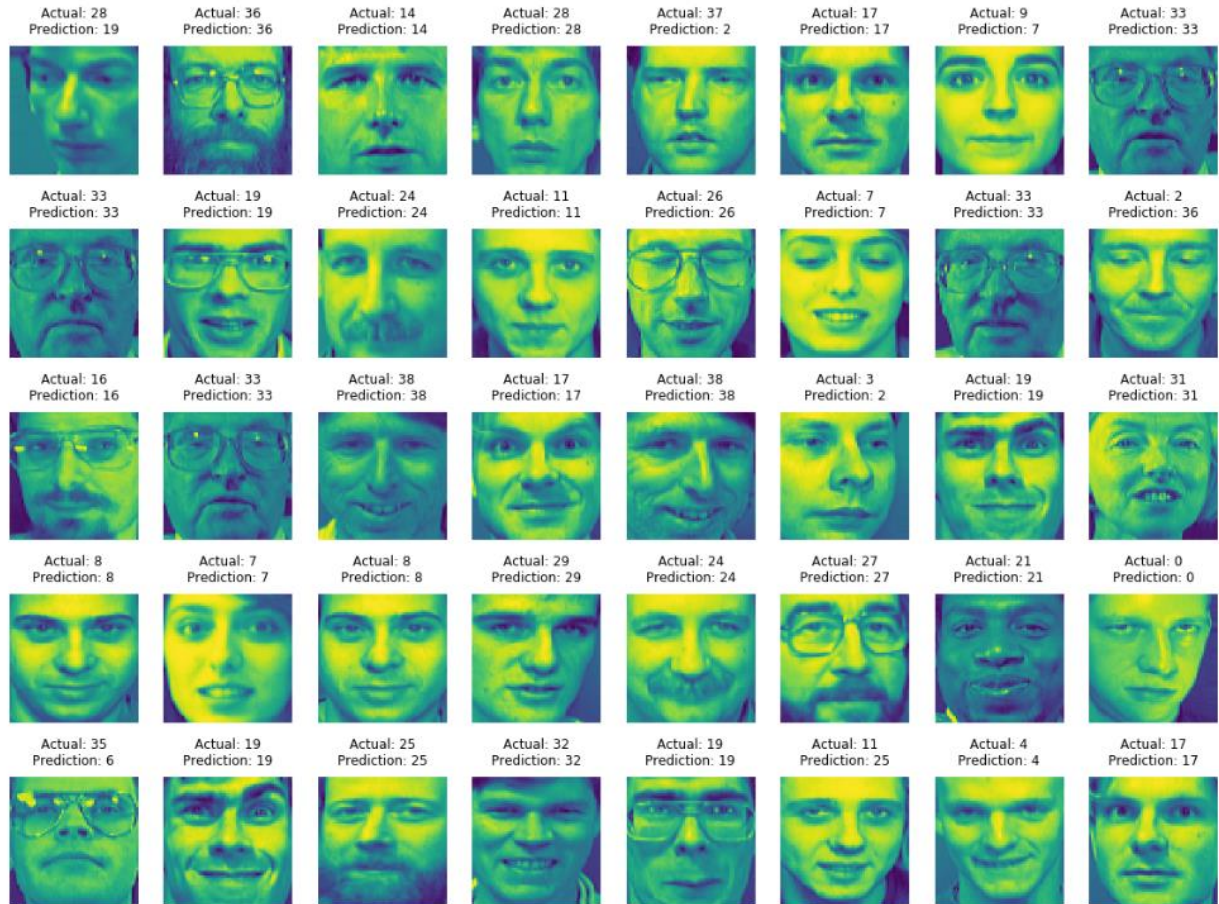 Actual: 28
Prediction: 19
Actual: 36
Prediction: 36
Actual: 14
Prediction: 14
Actual: 28
Prediction: 28
Actual: 37
Prediction: 2
Actual: 17
Prediction: 17
Actual: 9
Prediction: 7
Actual: 33
Prediction: 33
Actual: 33
Prediction: 33
Actual: 19
Prediction: 19
Actual: 24
Prediction: 24
Actual: 11
Prediction: 11
Actual: 26
Prediction: 26
Actual: 7
Prediction: 7
Actual: 33
Prediction: 33
Actual: 2
Prediction: 36
Actual: 16
Prediction: 16
Actual: 33
Prediction: 33
Actual: 38
Prediction: 38
Actual: 17
Prediction: 17
Actual: 38
Prediction: 38
Actual: 3
Prediction: 2
Actual: 19
Prediction: 19
Actual: 31
Prediction: 31
Actual: 8
Prediction: 8
Actual: 7
Prediction: 7
Actual: 8
Prediction: 8
Actual: 29
Prediction: 29
Actual: 24
Prediction: 24
Actual: 27
Prediction: 27
Actual: 21
Prediction: 21
Actual: 0
Prediction: 0
Actual: 35
Prediction: 6
Actual: 19
Prediction: 19
Actual: 25
Prediction: 25
Actual: 32
Prediction: 32
Actual: 19
Prediction: 19
Actual: 11
Prediction: 25
Actual: 4
Prediction: 4
Actual: 17
Prediction: 17